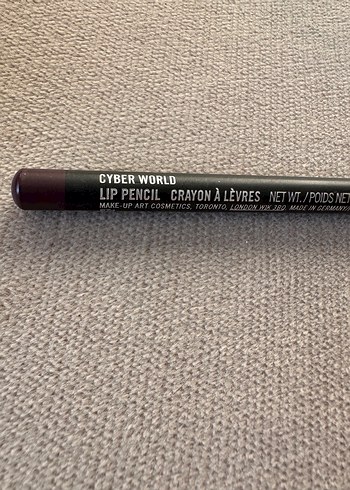 CYBER WORLD
LIP PENCIL CRAYON À LÈVRES NET WT. / POIDS NET
MAKE-UP ART COSMETICS, TORONTO, LONDON W1K 3BQ. MADE IN GERMANY/